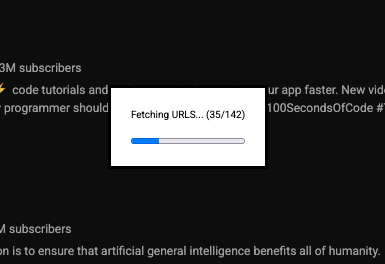 3M subscribers
⚡ code tutorials and
ur app faster. New vide
programmer should
100SecondsOfCode #
Fetching URLS... (35/142)
M subscribers
on is to ensure that artificial general intelligence benefits all of humanity.